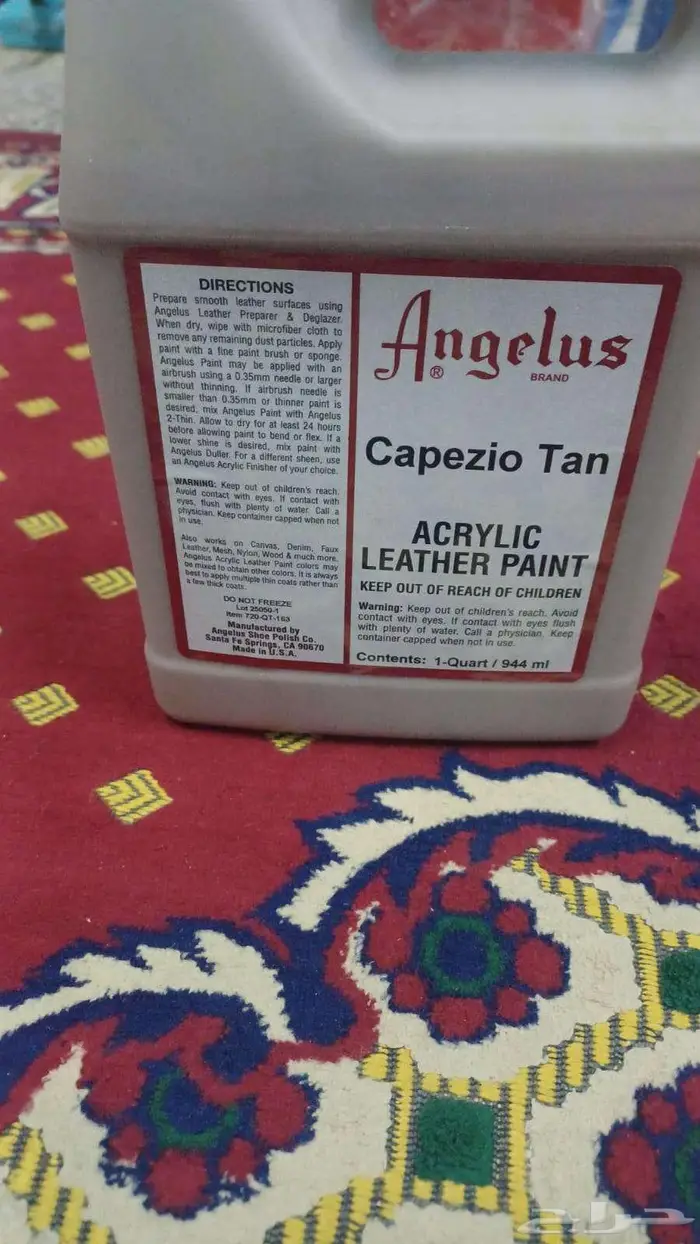 DIRECTIONS
Prepare smooth leather surfaces using
Angelus Leather Preparer & Deglazer.
When dry, wipe with microfiber cloth to
remove any remaining dust particles. Apply
paint with a fine paint brush or sponge.
Angelus Paint may be applied with an
airbrush using a 0.35mm needle or larger
without thinning. If airbrush needle is
smaller than 0.35mm or thinner paint is
desired, mix Angelus Paint with Angelus
2-Thin. Allow to dry for at least 24 hours
before allowing paint to bend or flex. If a
lower shine is desired, mix paint with
Angelus Duller. For a different sheen, use
an Angelus Acrylic Finisher of your choice.
WARNING: Keep out of children's reach.
Avoid contact with eyes. If contact with
eyes, flush with plenty of water. Call a
physician. Keep container capped when not
in use.
Also works on Canvas, Denim, Faux
Leather, Mesh, Nylon, Wood & much more.
Angelus Acrylic Leather Paint colors may
be mixed to obtain other colors. It is always
best to apply multiple thin coats rather than
a few thick coats.
DO NOT FREEZE
Lot 25050-1
Item: 720-QT-163
Manufactured by
Angelus Shoe Polish Co.
Santa Fe Springs, CA 90670
Made in U.S.A.
Angelus®
BRAND
Capezio Tan
ACRYLIC
LEATHER PAINT
KEEP OUT OF REACH OF CHILDREN
Warning: Keep out of children's reach. Avoid
contact with eyes. If contact with eyes flush
with plenty of water. Call a physician. Keep
container capped when not in use.
Contents: 1-Quart / 944 ml
حراج